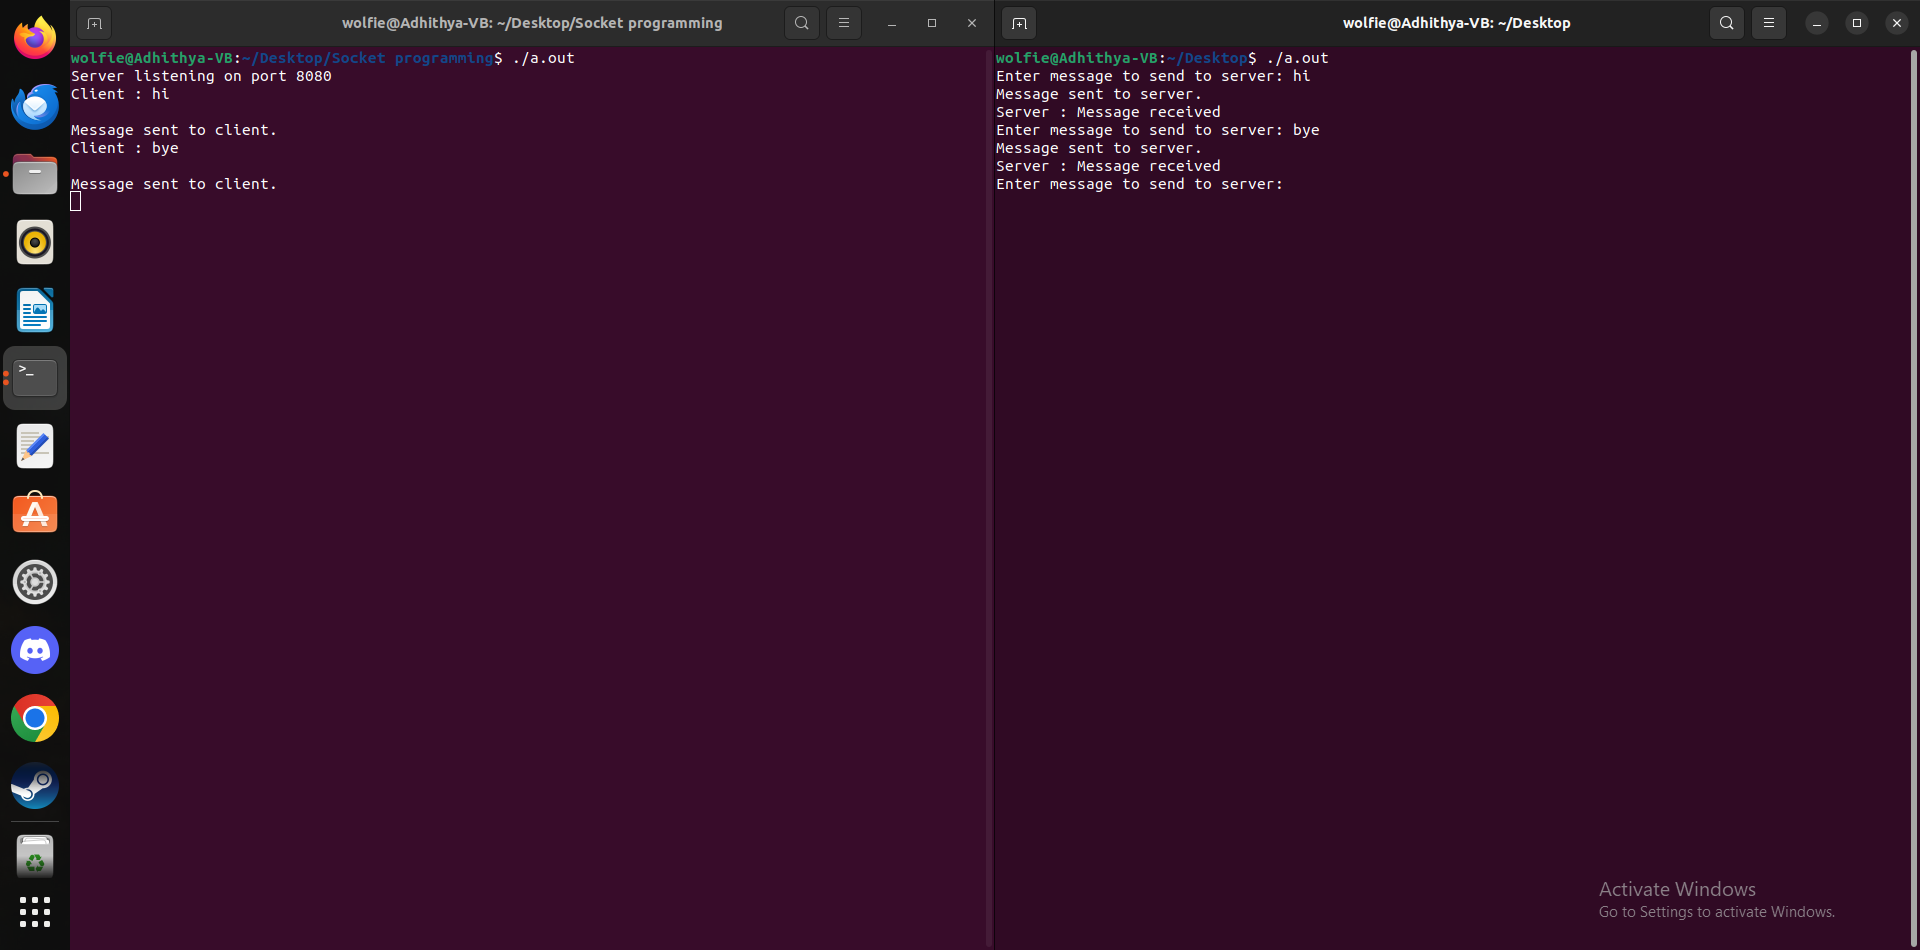 wolfie@Adhithya-VB: ~/Desktop/Socket programming
wolfie@Adhithya-VB:~/Desktop/Socket programming$ ./a.out
Server listening on port 8080
Client : hi
Message sent to client.
Client : bye
Message sent to client.
wolfie@Adhithya-VB: ~/Desktop
wolfie@Adhithya-VB:~/Desktop$ ./a.out
Enter message to send to server: hi
Message sent to server.
Server : Message received
Enter message to send to server: bye
Message sent to server.
Server : Message received
Enter message to send to server:
Activate Windows
Go to Settings to activate Windows.